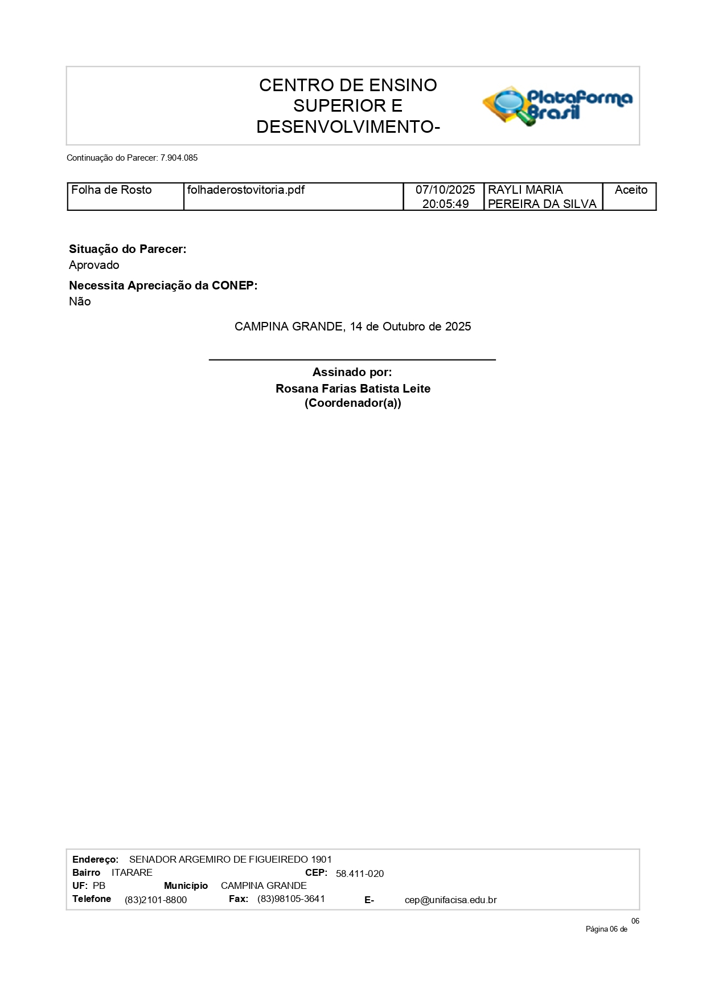 CENTRO DE ENSINO
SUPERIOR E
DESENVOLVIMENTO-
Plataforma
Brasil
Continuação do Parecer: 7.904.085
Folha de Rosto folhaderostovitoria.pdf 07/10/2025 RAYLI MARIA Aceito
20:05:49 PEREIRA DA SILVA
Situação do Parecer:
Aprovado
Necessita Apreciação da CONEP:
Não
CAMPINA GRANDE, 14 de Outubro de 2025
Assinado por:
Rosana Farias Batista Leite
(Coordenador(a))
Endereço: SENADOR ARGEMIRO DE FIGUEIREDO 1901
Bairro ITARARE CEP: 58.411-020
UF: PB Município CAMPINA GRANDE
Telefone (83)2101-8800 Fax: (83)98105-3641 E- cep@unifacisa.edu.br
Página 06 de 06